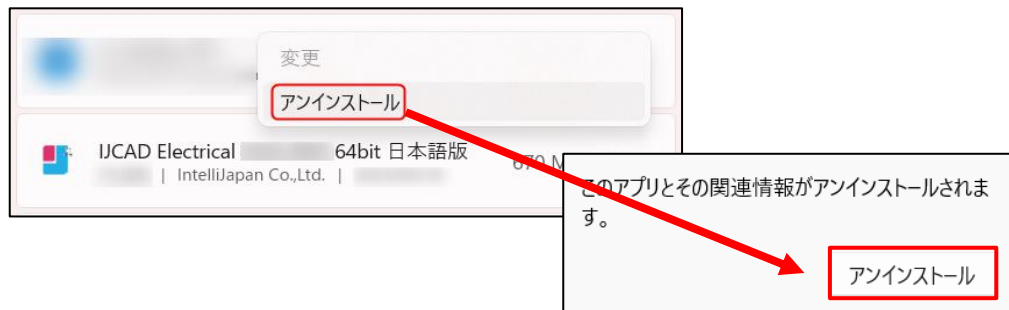 変更
アンインストール
IJCAD Electrical 64bit 日本語版
| IntelliJapan Co.,Ltd. |
このアプリとその関連情報がアンインストールされま
す。
アンインストール